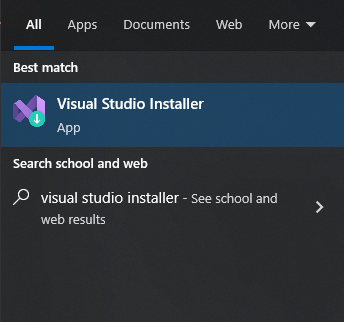 All Apps Documents Web More
Best match
Visual Studio Installer
App
Search school and web
visual studio installer - See school and
web results